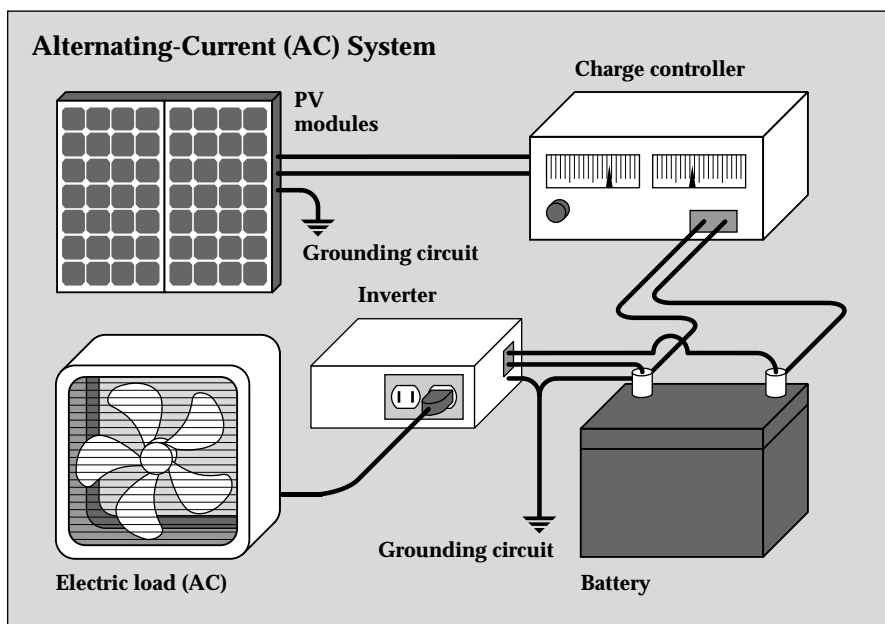 Alternating-Current (AC) System
Charge controller
PV
modules
Grounding circuit
Inverter
Grounding circuit
Electric load (AC)
Battery